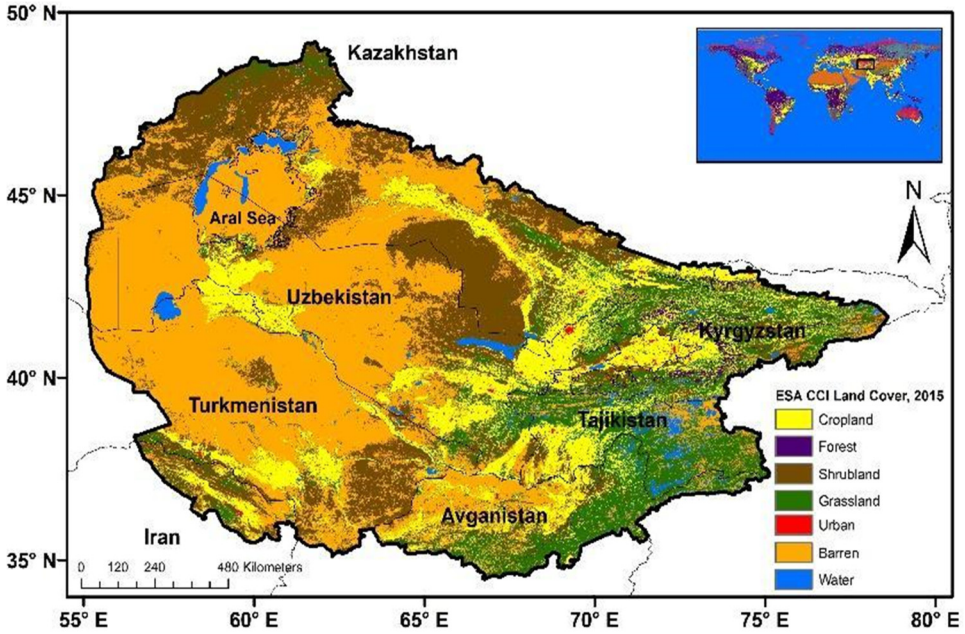 50° N
Kazakhstan
45° N
N
Aral Sea
Uzbekistan
Kyrgyzstan
40° N
ESA CCI Land Cover, 2015
Turkmenistan
Tajikistan
Cropland
Forest
Shrubland
Grassland
Avganistan
Urban
Iran
Barren
35° N
0 120 240 480 Kilometers
Water
55° E
60° E
65° E
70° E
75° E
80° E